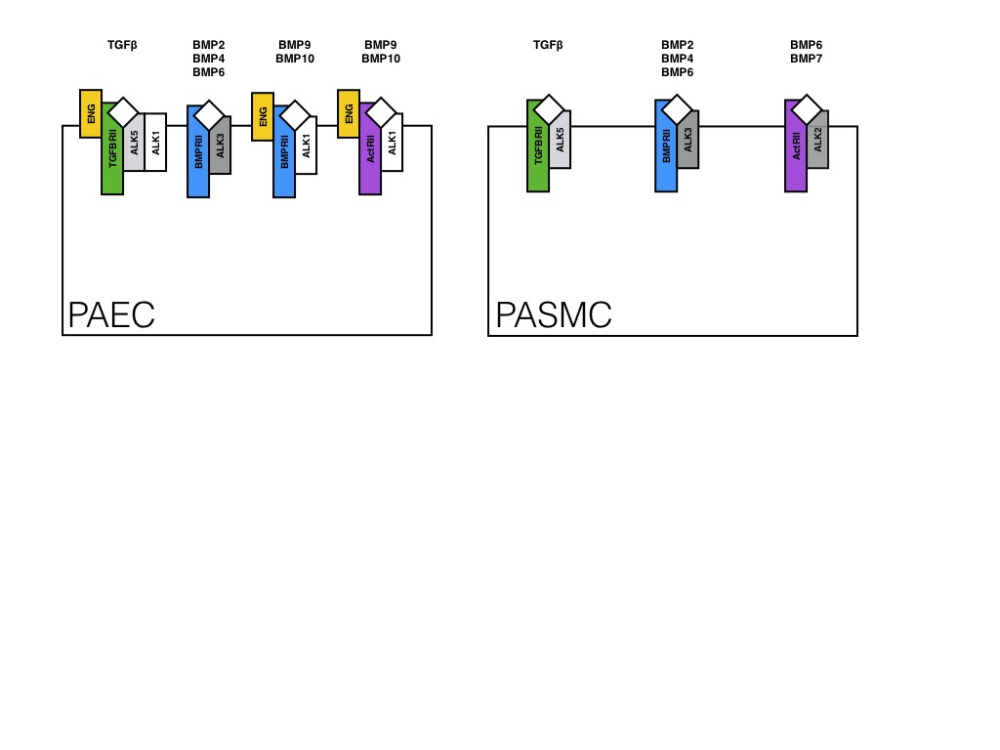 TGFβ
BMP2
BMP4
BMP6
BMP9
BMP10
BMP9
BMP10
ENG
TGFBRII
ALK5
ALK1
BMPRII
ALK3
ENG
BMPRII
ALK1
ENG
ActRII
ALK1
PAEC
TGFβ
BMP2
BMP4
BMP6
BMP6
BMP7
TGFBRII
ALK5
BMPRII
ALK3
ActRII
ALK2
PASMC